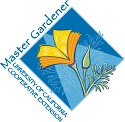 Master Gardener
UNIVERSITY OF CALIFORNIA
COOPERATIVE EXTENSION